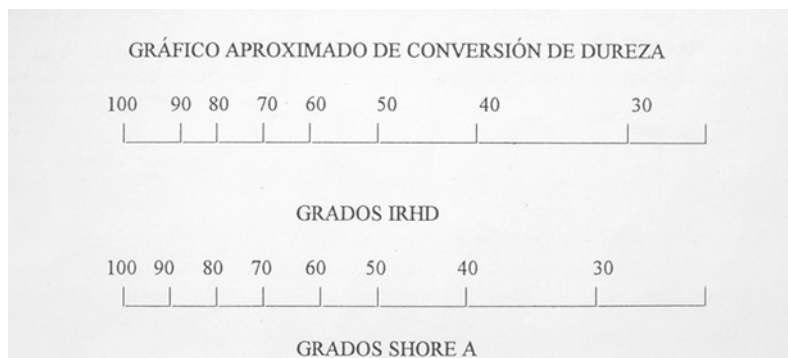 GRÁFICO APROXIMADO DE CONVERSIÓN DE DUREZA
100 90 80 70 60 50 40 30
GRADOS IRHD
100 90 80 70 60 50 40 30
GRADOS SHORE A